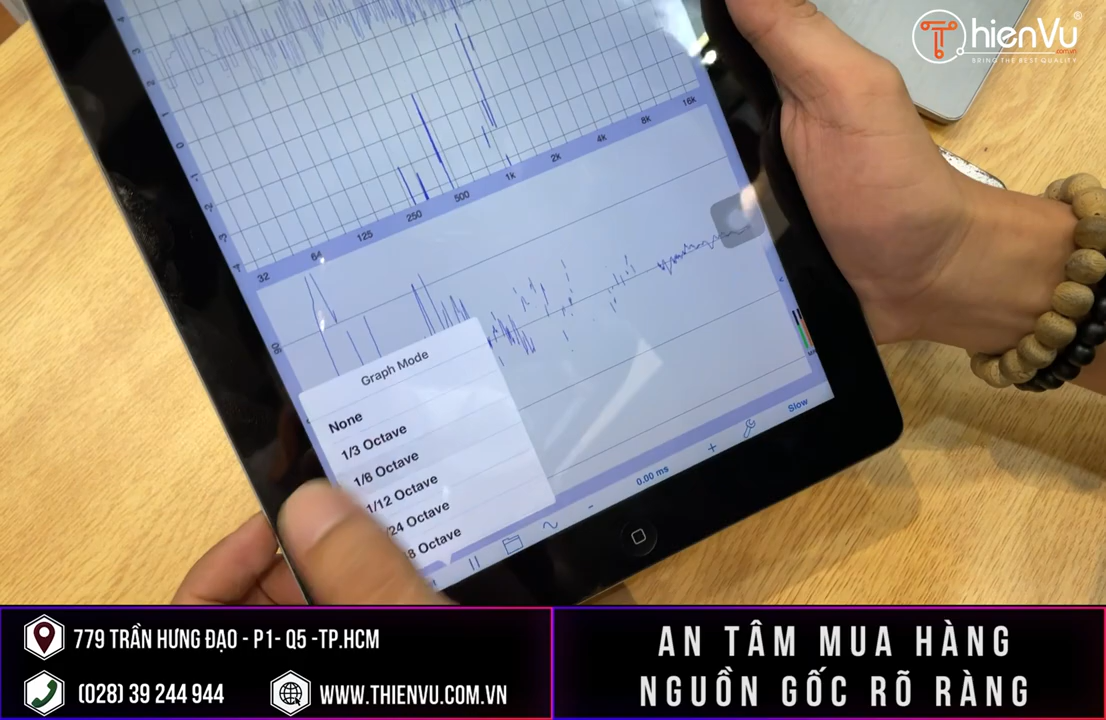 ThienVu®
.com.vn
BRING THE BEST QUALITY
32 64 125 250 500 1k 2k 4k 8k 16k
Graph Mode
None
1/3 Octave
1/6 Octave
1/12 Octave
/24 Octave
8 Octave
- 0.00 ms + Slow
779 TRẦN HƯNG ĐẠO - P1- Q5 -TP.HCM
(028) 39 244 944
WWW.THIENVU.COM.VN
AN TÂM MUA HÀNG
NGUỒN GỐC RÕ RÀNG